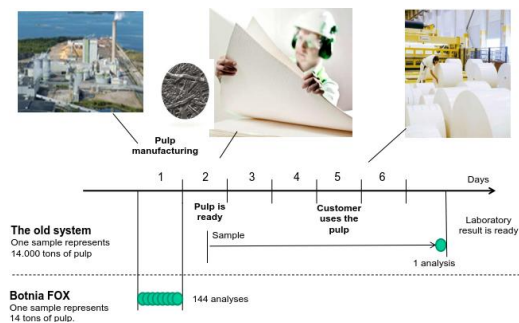 Pulp
manufacturing
1 2 3 4 5 6 Days
Pulp is
ready
Customer
uses the
pulp
Laboratory
result is ready
The old system
One sample represents
14.000 tons of pulp
Sample
1 analysis
Botnia FOX
One sample represents
14 tons of pulp.
144 analyses